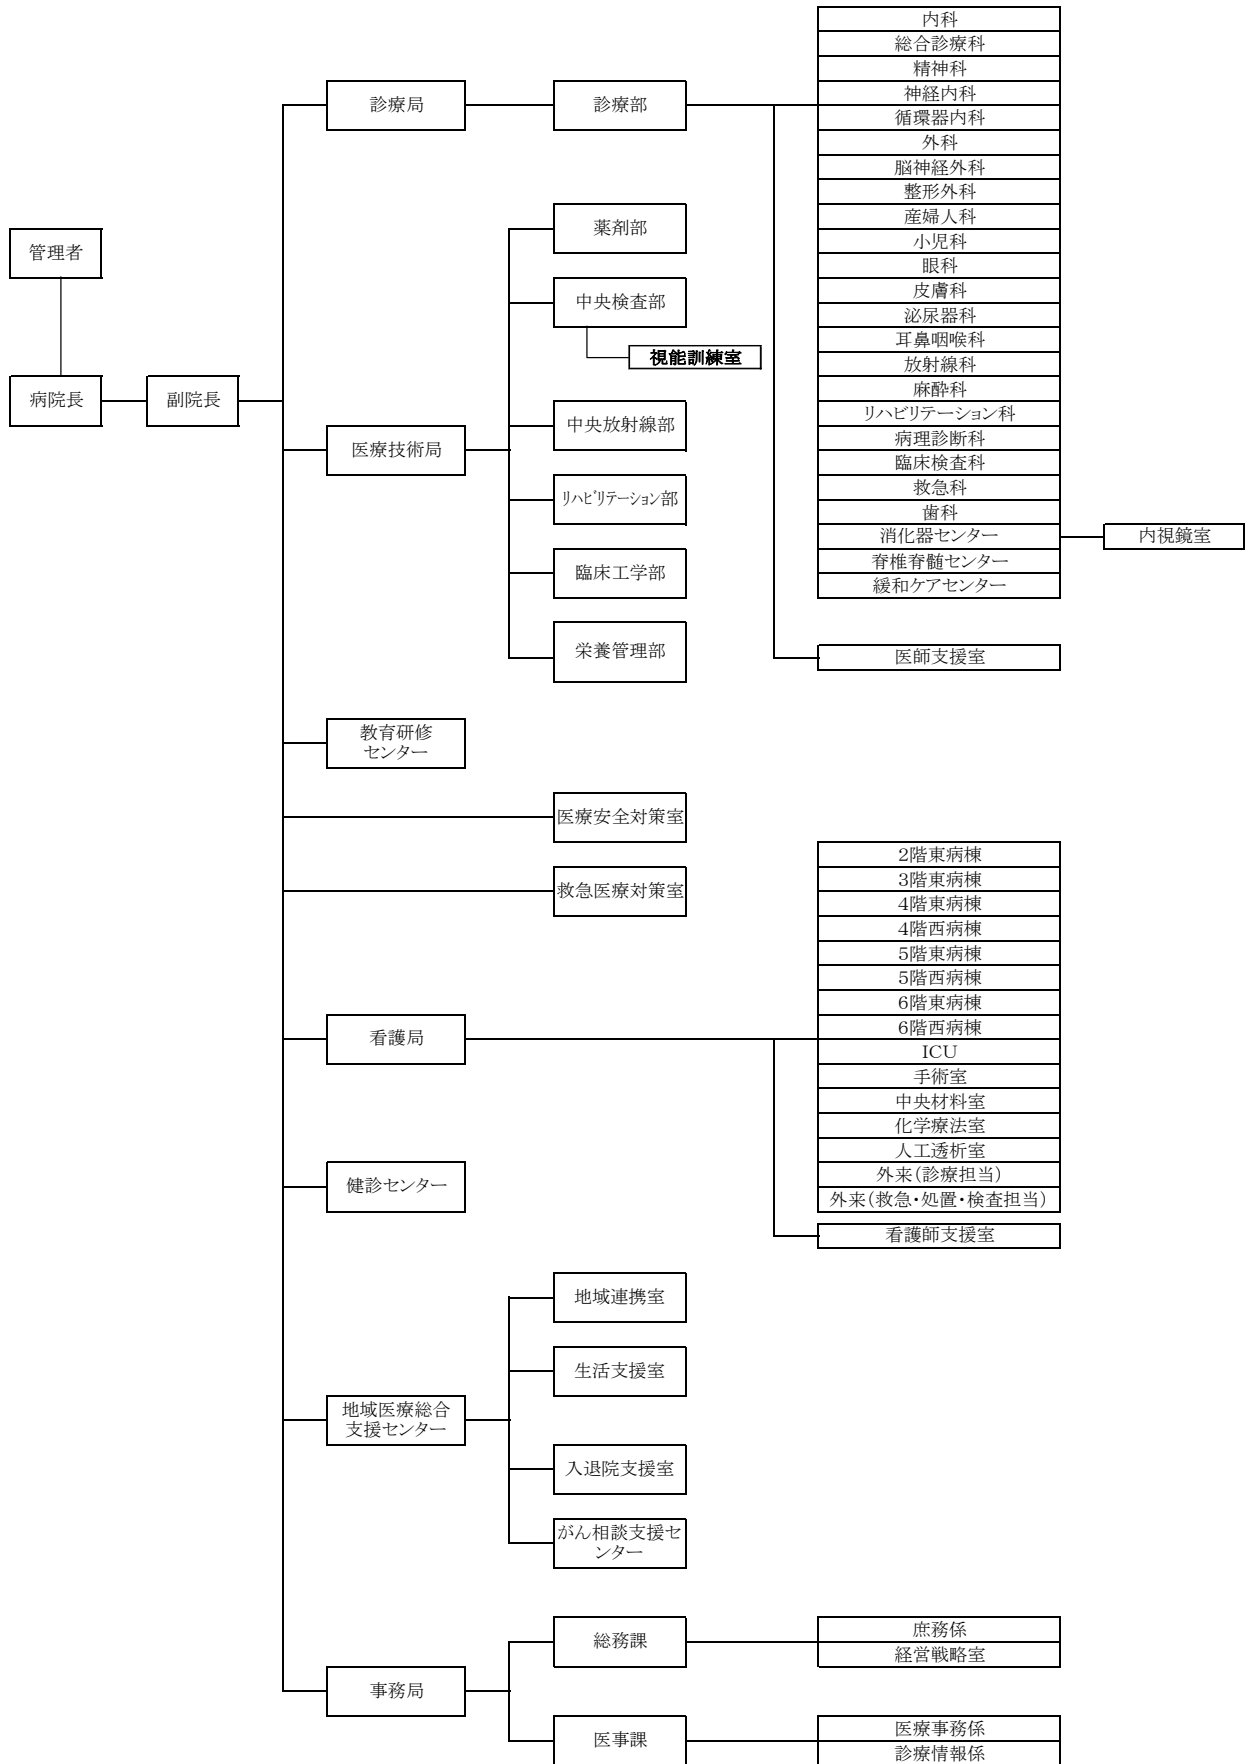 管理者
病院長
副院長
診療局
診療部
内科
総合診療科
精神科
神経内科
循環器内科
外科
脳神経外科
整形外科
産婦人科
小児科
眼科
皮膚科
泌尿器科
耳鼻咽喉科
放射線科
麻酔科
リハビリテーション科
病理診断科
臨床検査科
救急科
歯科
消化器センター
内視鏡室
脊椎脊髄センター
緩和ケアセンター
医師支援室
医療技術局
薬剤部
中央検査部
視能訓練室
中央放射線部
リハビリテーション部
臨床工学部
栄養管理部
教育研修
センター
医療安全対策室
救急医療対策室
看護局
2階東病棟
3階東病棟
4階東病棟
4階西病棟
5階東病棟
5階西病棟
6階東病棟
6階西病棟
ICU
手術室
中央材料室
化学療法室
人工透析室
外来(診療担当)
外来(救急・処置・検査担当)
看護師支援室
健診センター
地域医療総合
支援センター
地域連携室
生活支援室
入退院支援室
がん相談支援セ
ンター
事務局
総務課
庶務係
経営戦略室
医事課
医療事務係
診療情報係